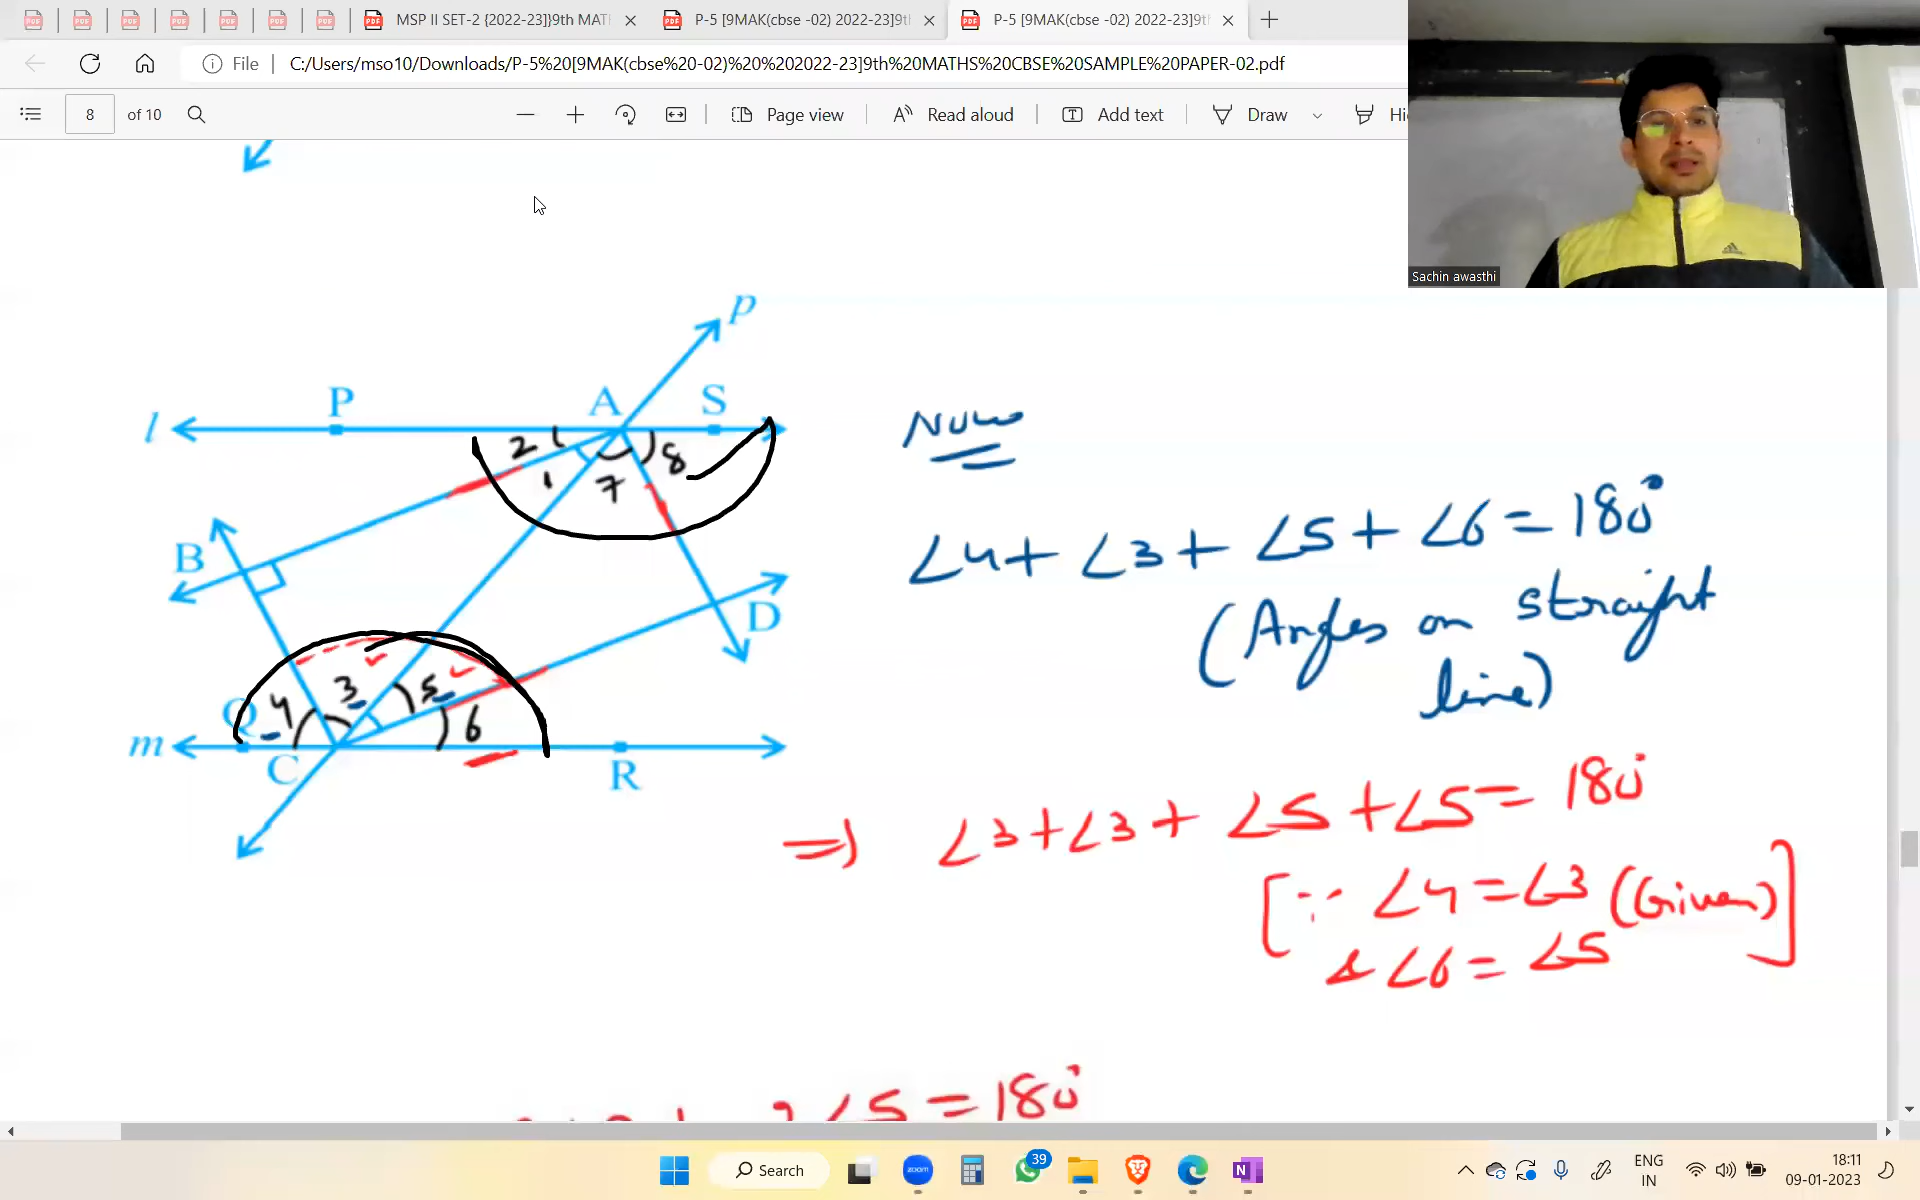 MSP II SET-2 {2022-23}}9th MAT
P-5 [9MAK(cbse -02) 2022-23]9t
P-5 [9MAK(cbse -02) 2022-23]9t
File
C:/Users/mso10/Downloads/P-5%20[9MAK(cbse%20-02)%20%202022-23]9th%20MATHS%20CBSE%20SAMPLE%20PAPER-02.pdf
8 of 10
Page view
Read aloud
Add text
Draw
Hi
Sachin awasthi
p
l P A S
2 1 7 8
B
D
Q 4 3 5 6
m C R
Now
∠4+ ∠3+ ∠5+ ∠6=180°
(Angles on straight
line)
=> ∠3+∠3+ ∠5+∠5=180°
[∵ ∠4=∠3 (Given)]
& ∠6=∠5
∠5=180°
Search
zoom
39
N
ENG
IN
18:11
09-01-2023